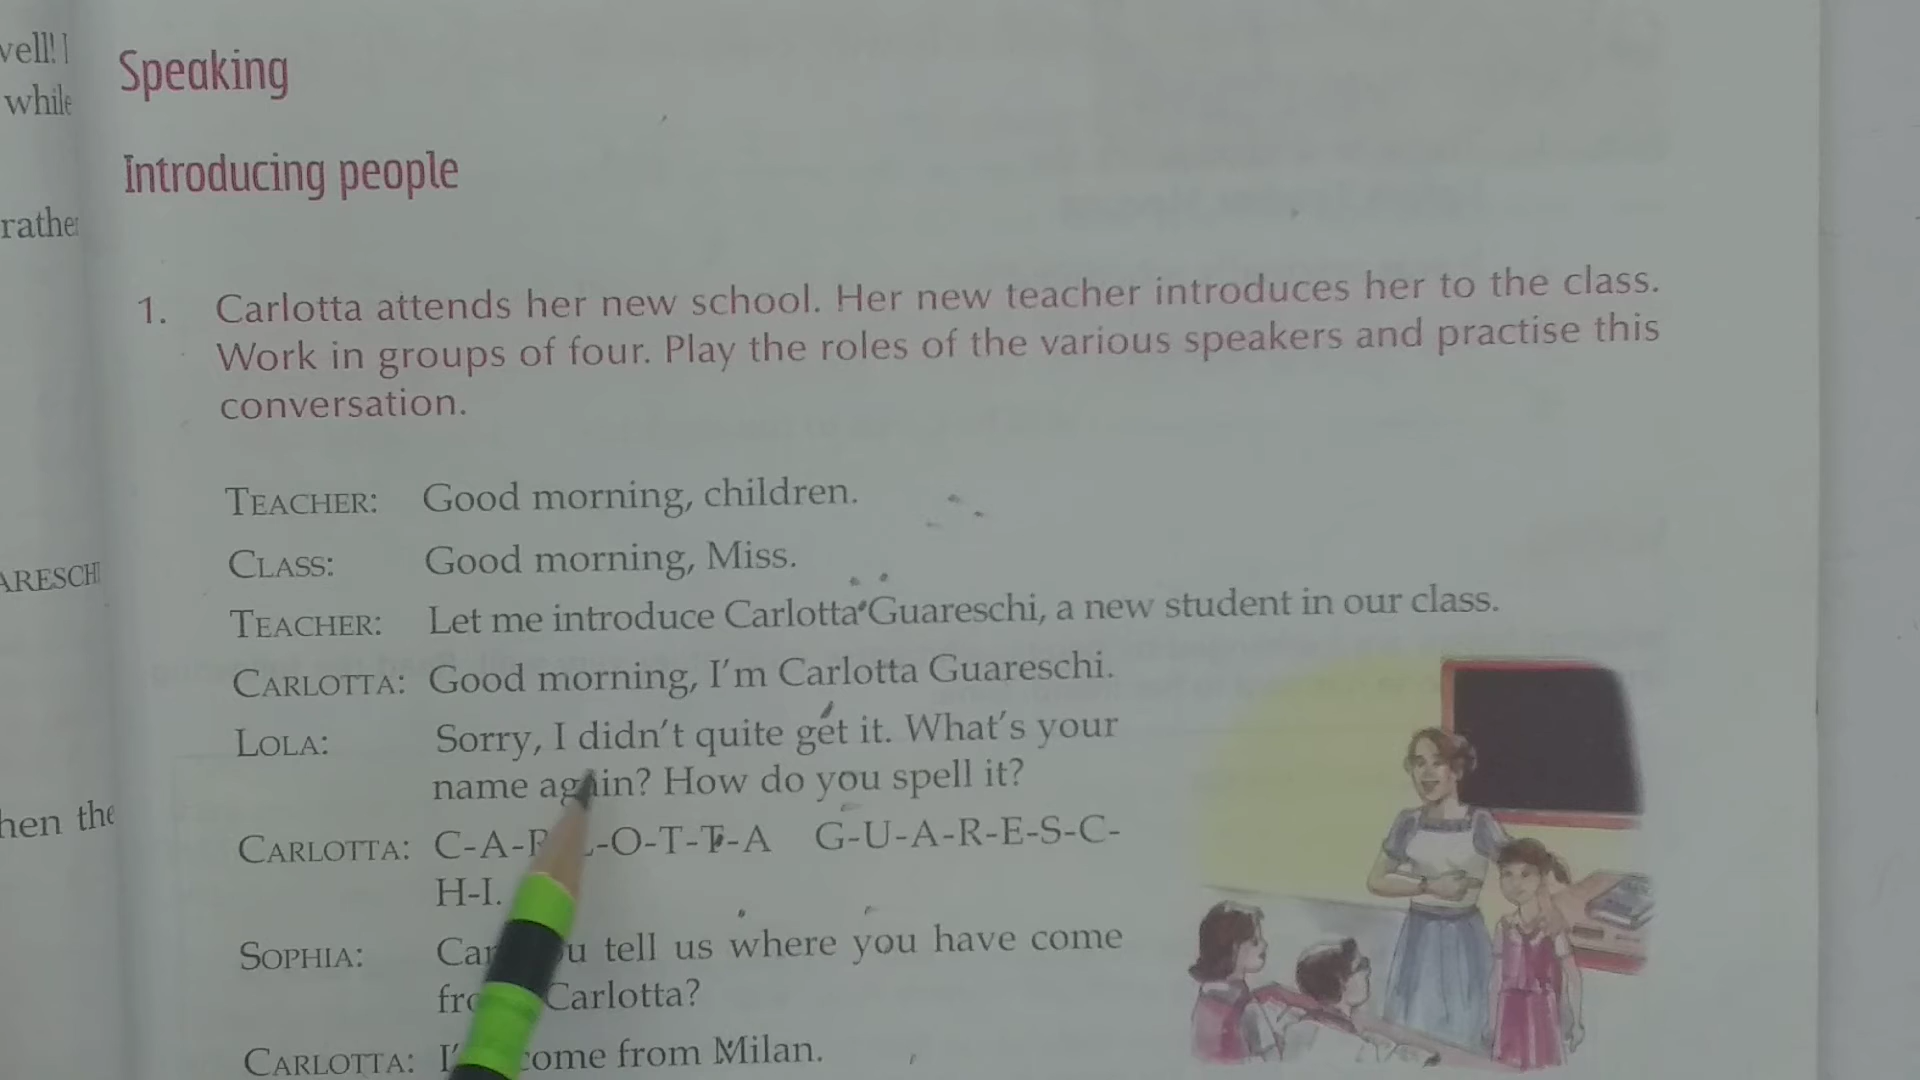 vell! I
while
rathe
ARESCHI
hen the
Speaking
Introducing people
1. Carlotta attends her new school. Her new teacher introduces her to the class.
Work in groups of four. Play the roles of the various speakers and practise this
conversation.
TEACHER: Good morning, children.
CLASS: Good morning, Miss.
TEACHER: Let me introduce Carlotta Guareschi, a new student in our class.
CARLOTTA: Good morning, I'm Carlotta Guareschi.
LOLA: Sorry, I didn't quite get it. What's your
name again? How do you spell it?
CARLOTTA: C-A-R-L-O-T-T-A G-U-A-R-E-S-C-
H-I.
SOPHIA: tell us where you have come
Carlotta?
CARLOTTA: come from Milan.